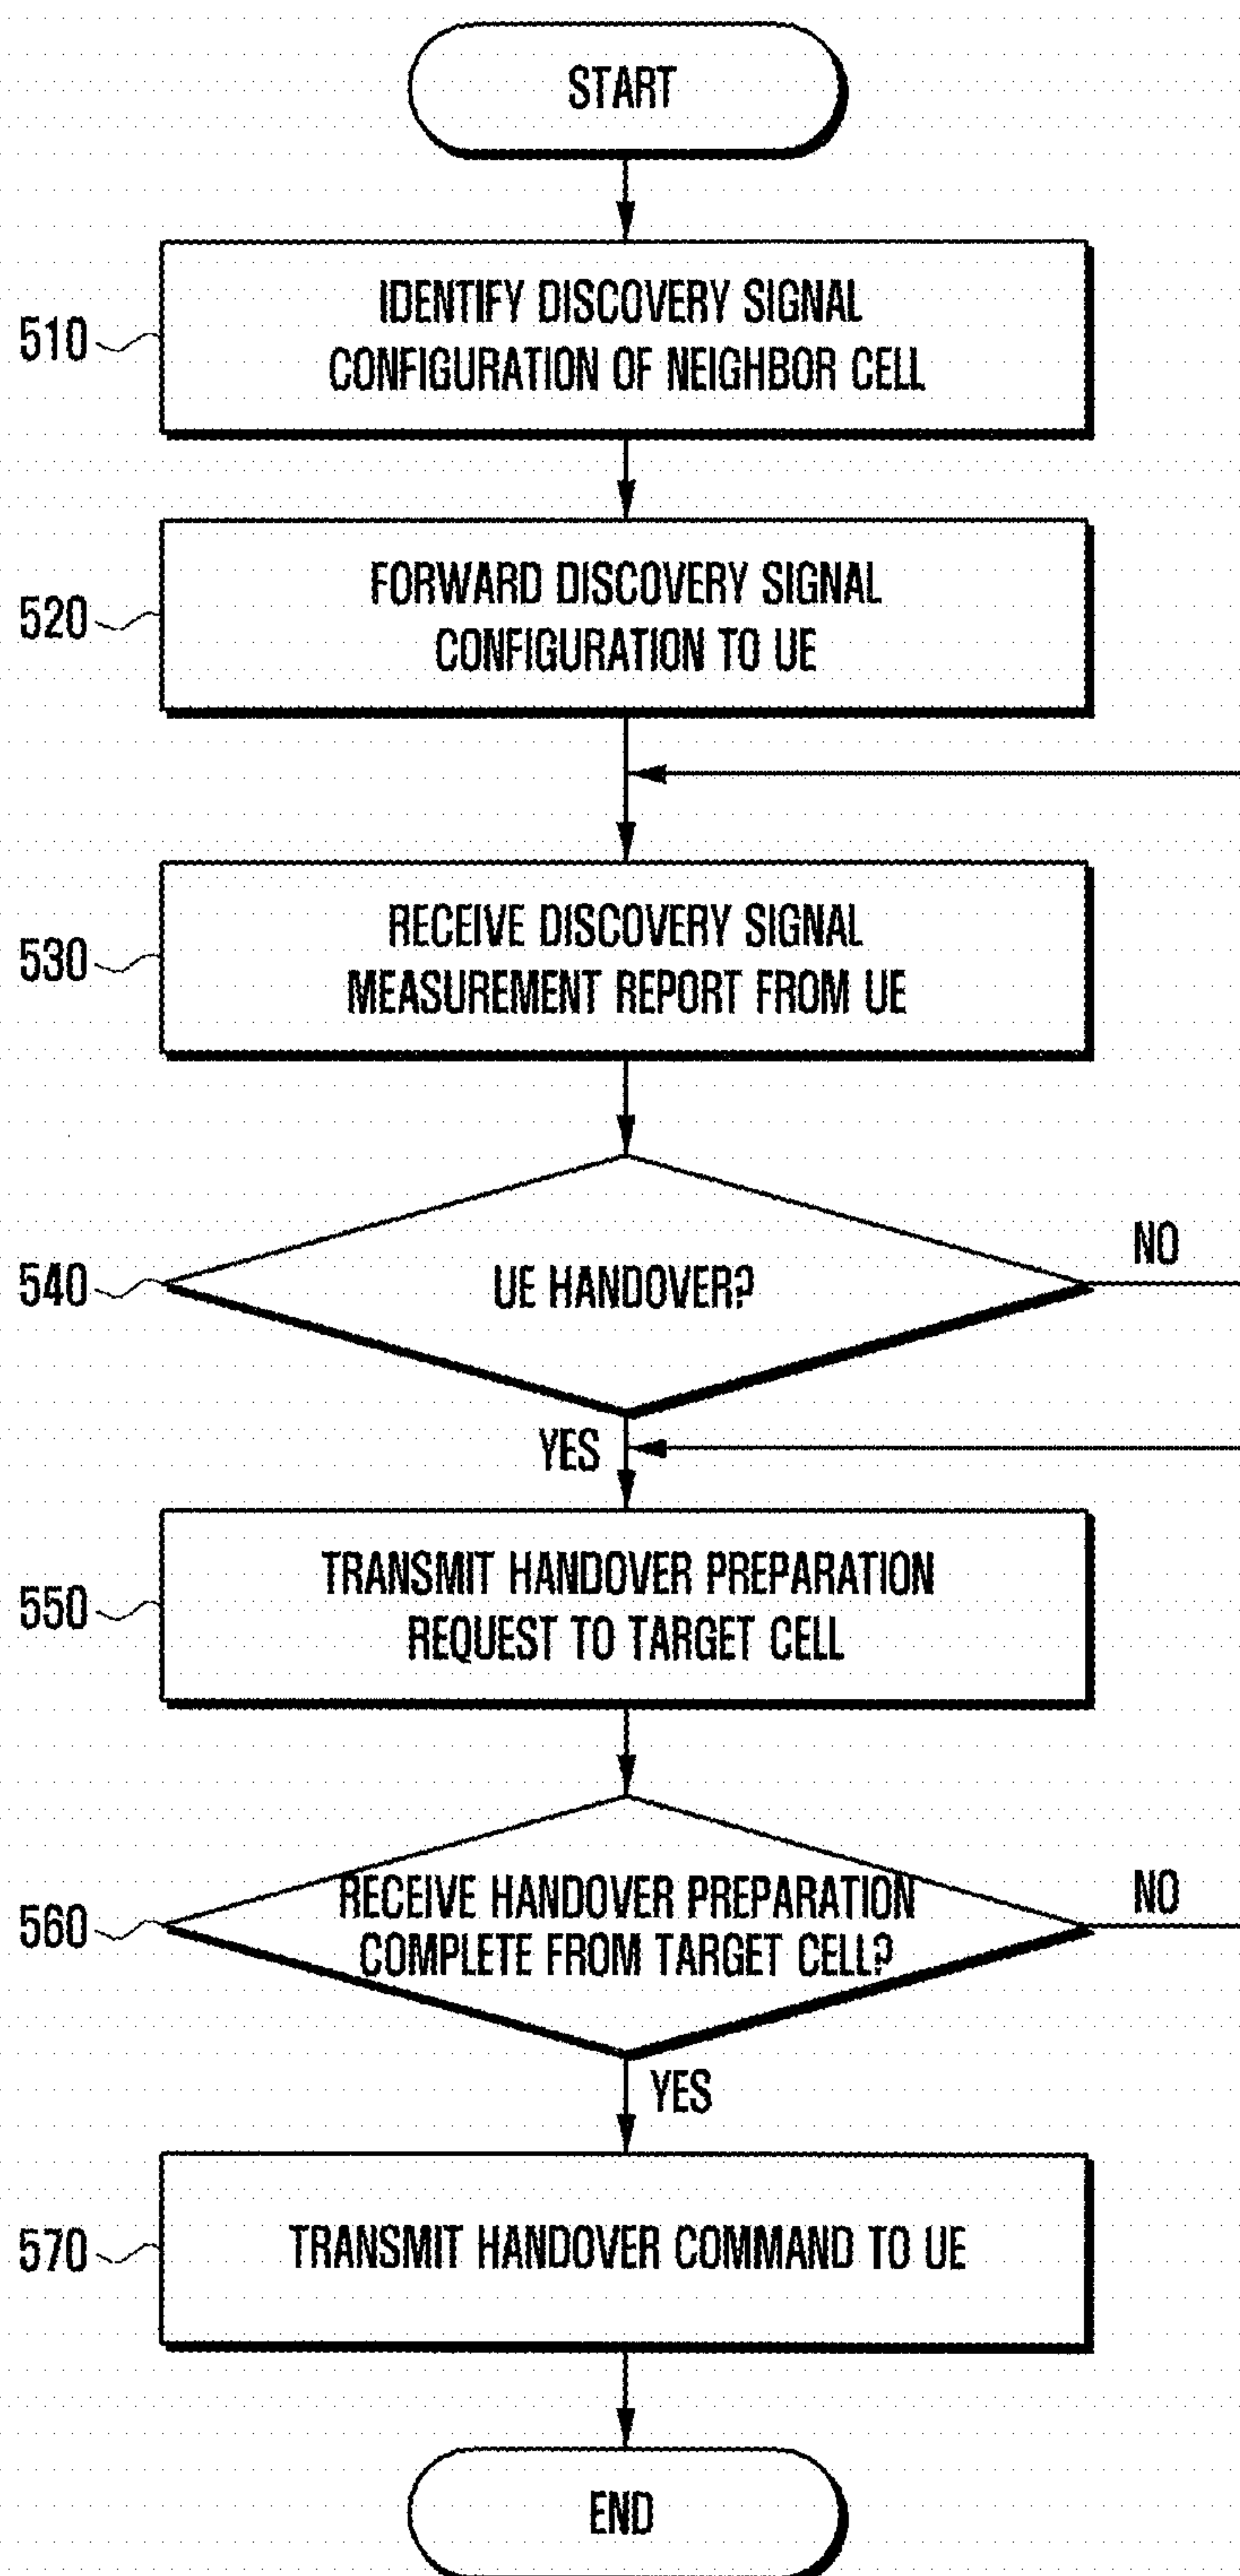 START
510
IDENTIFY DISCOVERY SIGNAL
CONFIGURATION OF NEIGHBOR CELL
520
FORWARD DISCOVERY SIGNAL
CONFIGURATION TO UE
530
RECEIVE DISCOVERY SIGNAL
MEASUREMENT REPORT FROM UE
540
UE HANDOVER?
NO
YES
550
TRANSMIT HANDOVER PREPARATION
REQUEST TO TARGET CELL
560
RECEIVE HANDOVER PREPARATION
COMPLETE FROM TARGET CELL?
NO
YES
570
TRANSMIT HANDOVER COMMAND TO UE
END